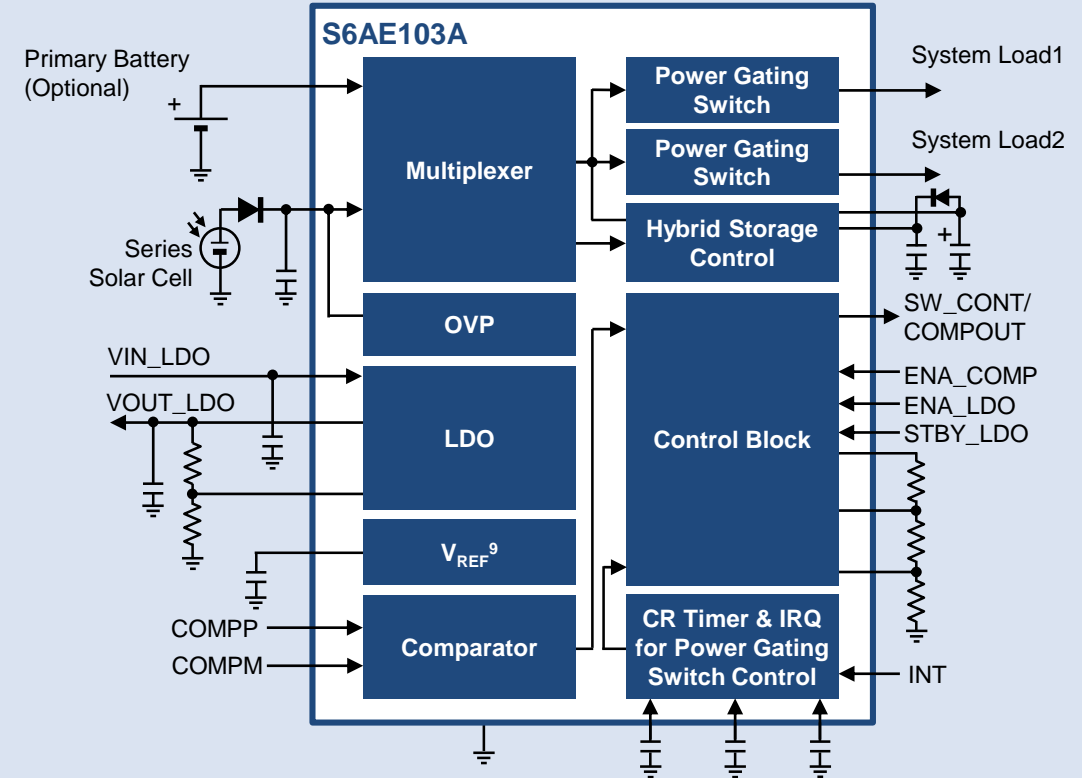 S6AE103A
Primary Battery
(Optional)
+
Series
Solar Cell
VIN_LDO
VOUT_LDO
COMPP
COMPM
Multiplexer
OVP
LDO
VREF9
Comparator
Power Gating
Switch
Power Gating
Switch
Hybrid Storage
Control
Control Block
CR Timer & IRQ
for Power Gating
Switch Control
System Load1
System Load2
+
SW_CONT/
COMPOUT
ENA_COMP
ENA_LDO
STBY_LDO
INT